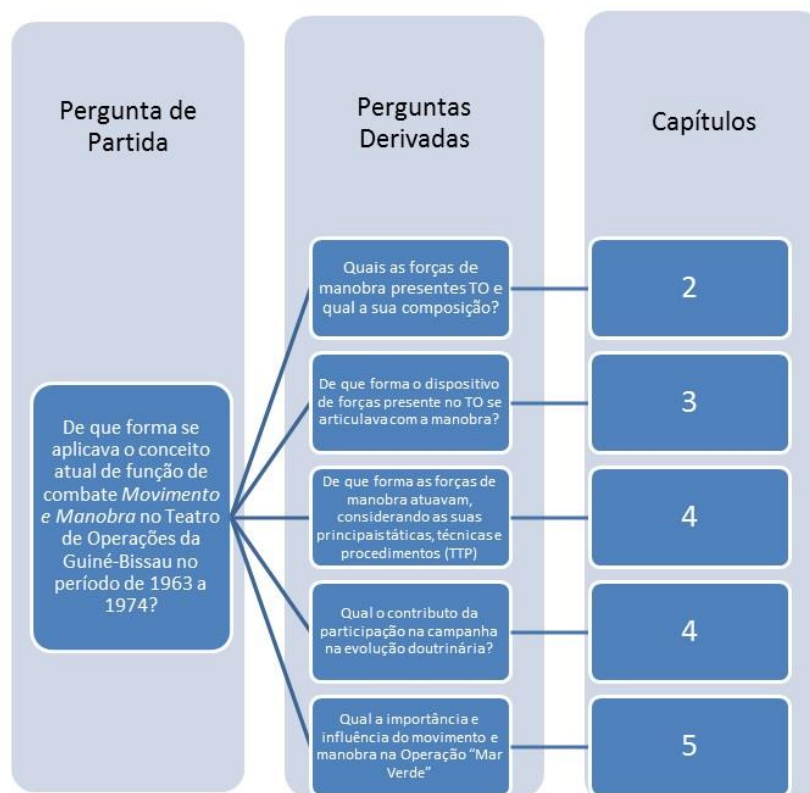 Pergunta de
Partida
Perguntas
Derivadas
Capítulos
De que forma se
aplicava o conceito
atual de função de
combate Movimento
e Manobra no Teatro
de Operações da
Guiné-Bissau no
período de 1963 a
1974?
Quais as forças de
manobra presentes TO e
qual a sua composição?
2
De que forma o dispositivo
de forças presente no TO se
articulava com a manobra?
3
De que forma as forças de
manobra atuavam,
considerando as suas
principais táticas, técnicas e
procedimentos (TTP)
4
Qual o contributo da
participação na campanha
na evolução doutrinária?
4
Qual a importância e
influência do movimento e
manobra na Operação “Mar
Verde”
5